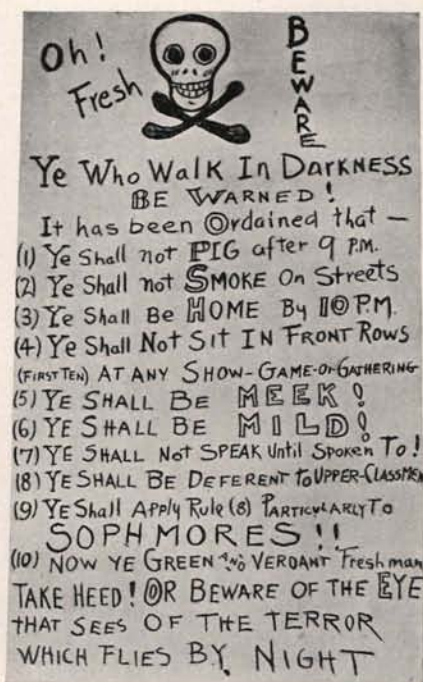 Oh!
Fresh
BEWARE
Ye Who Walk In Darkness
BE WARNED!
It has been Ordained that —
(1) Ye Shall not PIG after 9 P.M.
(2) Ye Shall not SMOKE On Streets
(3) Ye Shall Be HOME By 10 P.M.
(4) Ye Shall Not Sit In Front Rows
(FIRST TEN) AT ANY SHOW-GAME-Or GATHERING
(5) YE SHALL BE MEEK!
(6) YE SHALL BE MILD!
(7) YE SHALL Not SPEAK Until Spoken To!
(8) YE SHALL BE DEFERENT to UPPER-CLASSMEN
(9) YE Shall Apply Rule (8) PARTICULARLY To
SOPHMORES!!
(10) NOW YE GREEN AND VERDANT Freshman
TAKE HEED! OR BEWARE OF THE EYE
THAT SEES OF THE TERROR
WHICH FLIES BY NIGHT